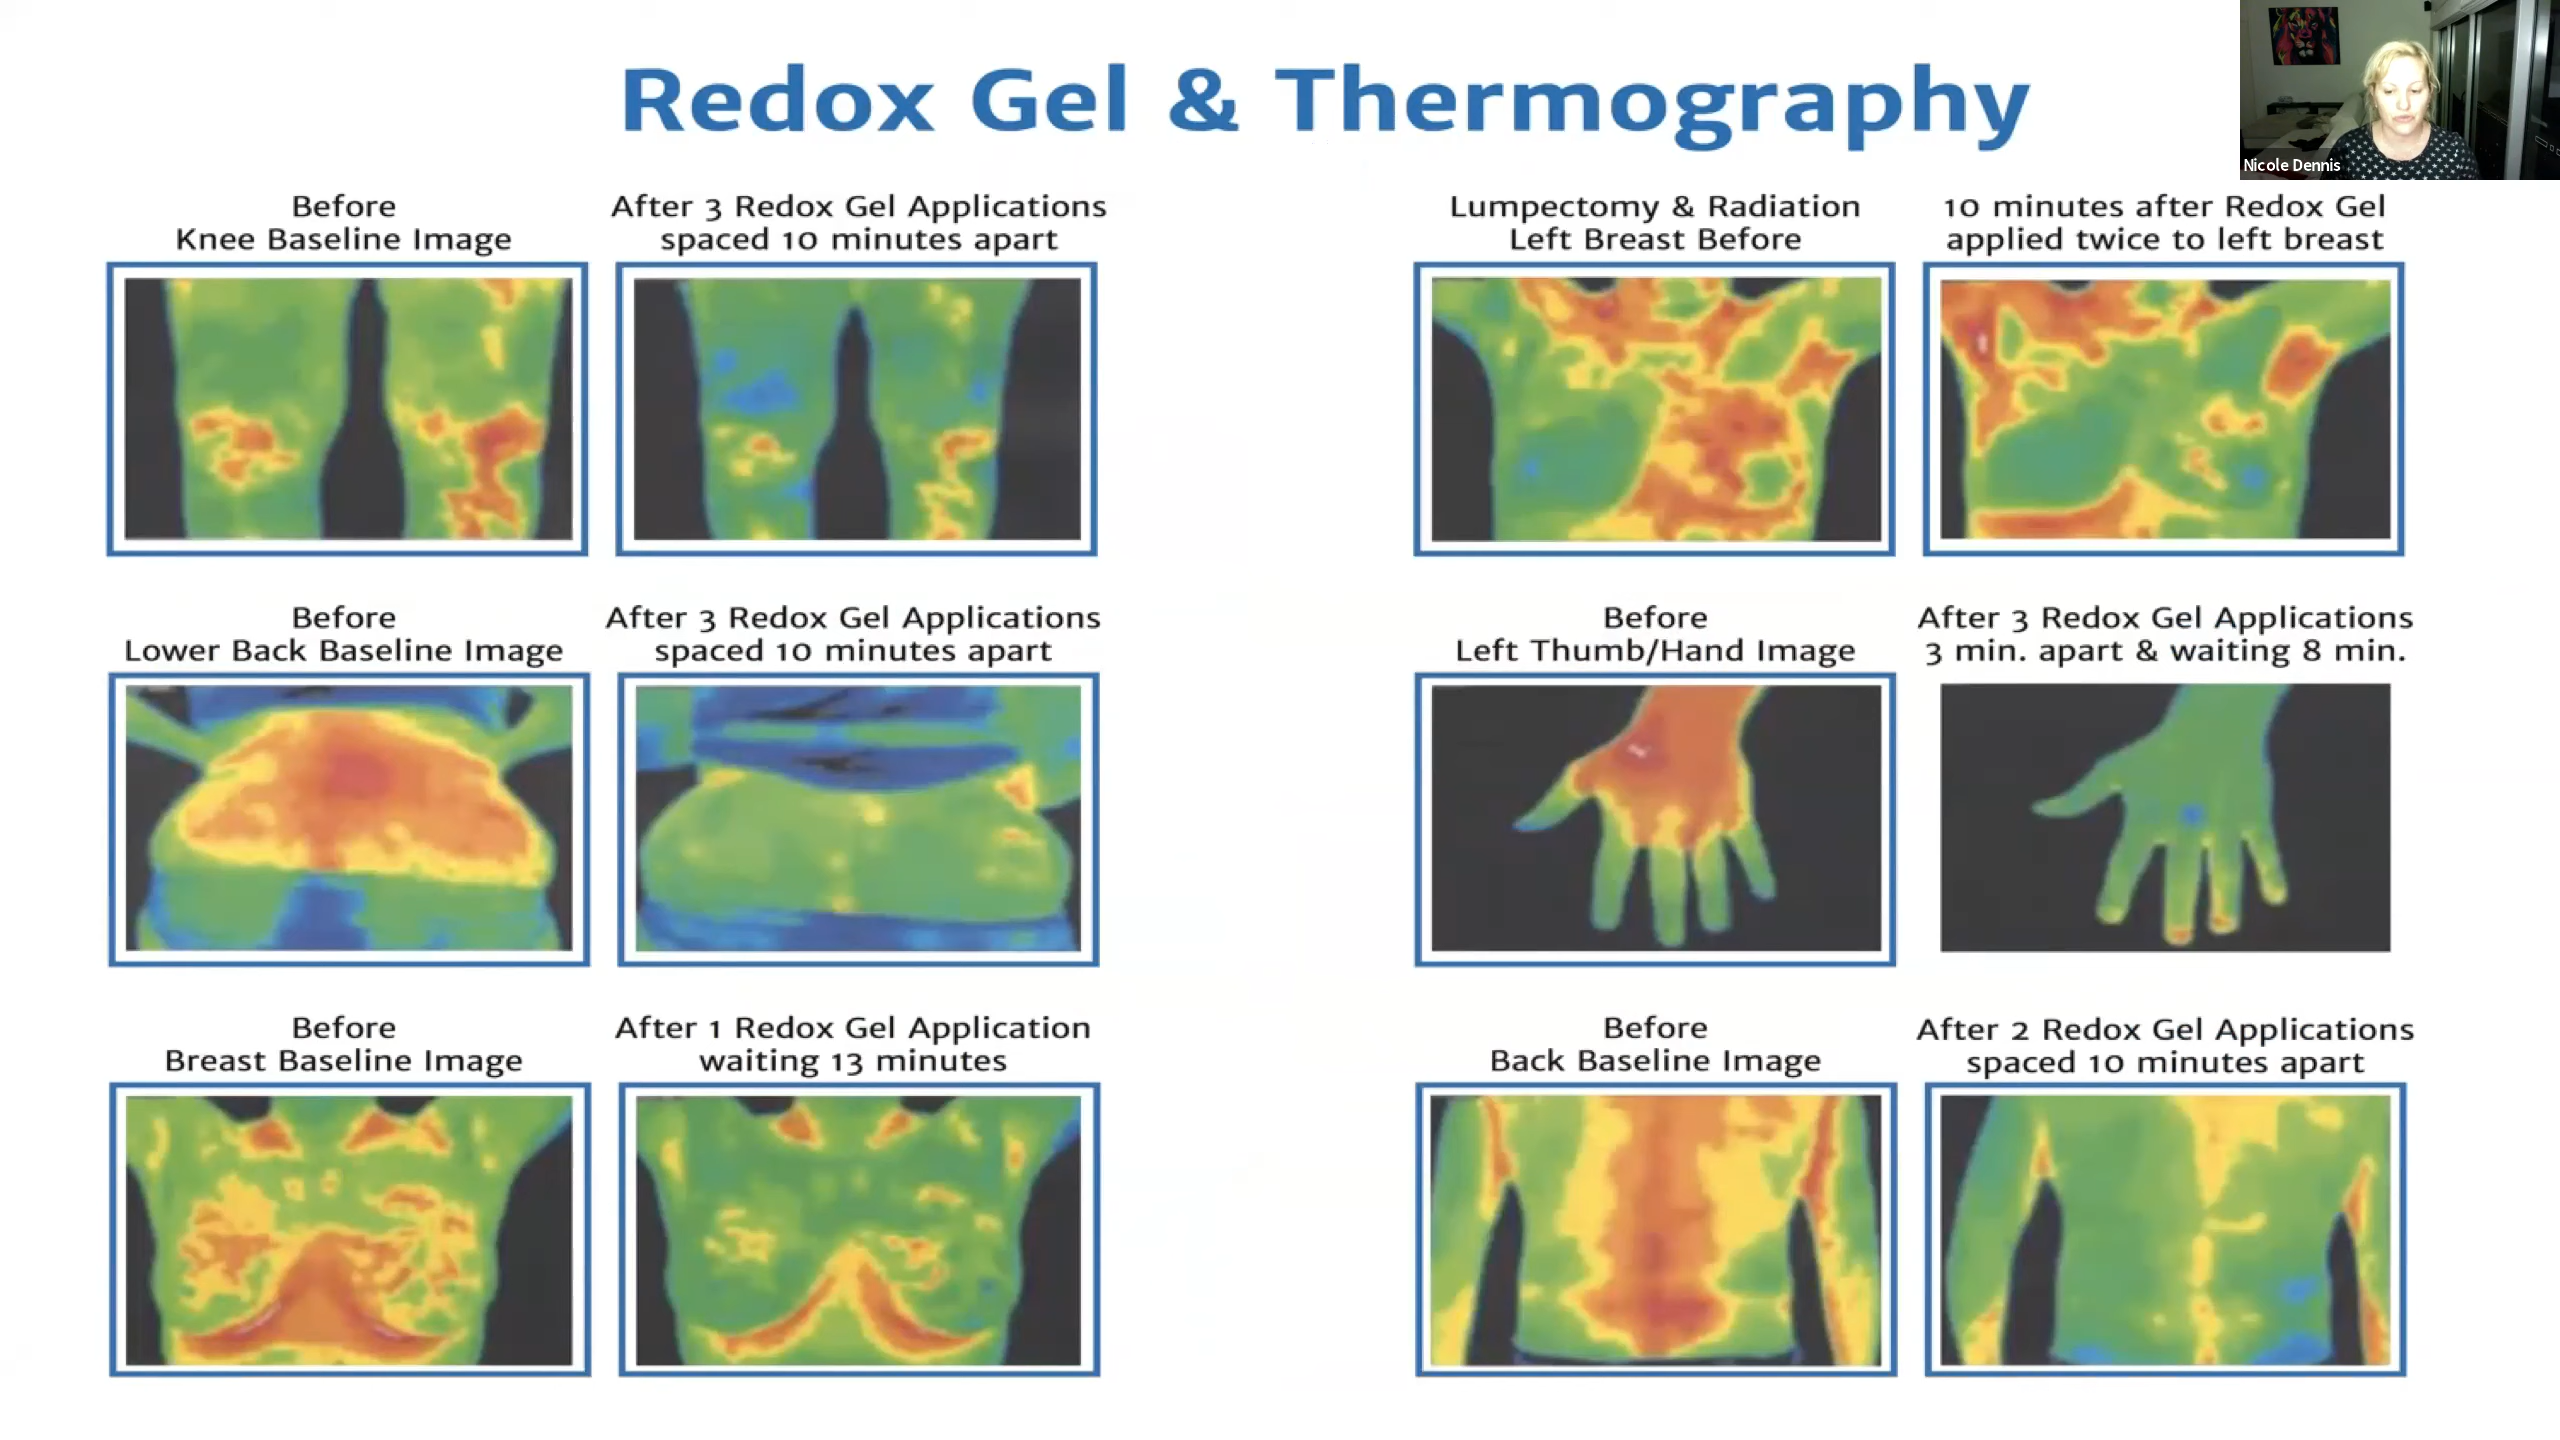 Redox Gel & Thermography
Nicole Dennis
Before
Knee Baseline Image
After 3 Redox Gel Applications
spaced 10 minutes apart
Lumpectomy & Radiation
Left Breast Before
10 minutes after Redox Gel
applied twice to left breast
Before
Lower Back Baseline Image
After 3 Redox Gel Applications
spaced 10 minutes apart
Before
Left Thumb/Hand Image
After 3 Redox Gel Applications
3 min. apart & waiting 8 min.
Before
Breast Baseline Image
After 1 Redox Gel Application
waiting 13 minutes
Before
Back Baseline Image
After 2 Redox Gel Applications
spaced 10 minutes apart